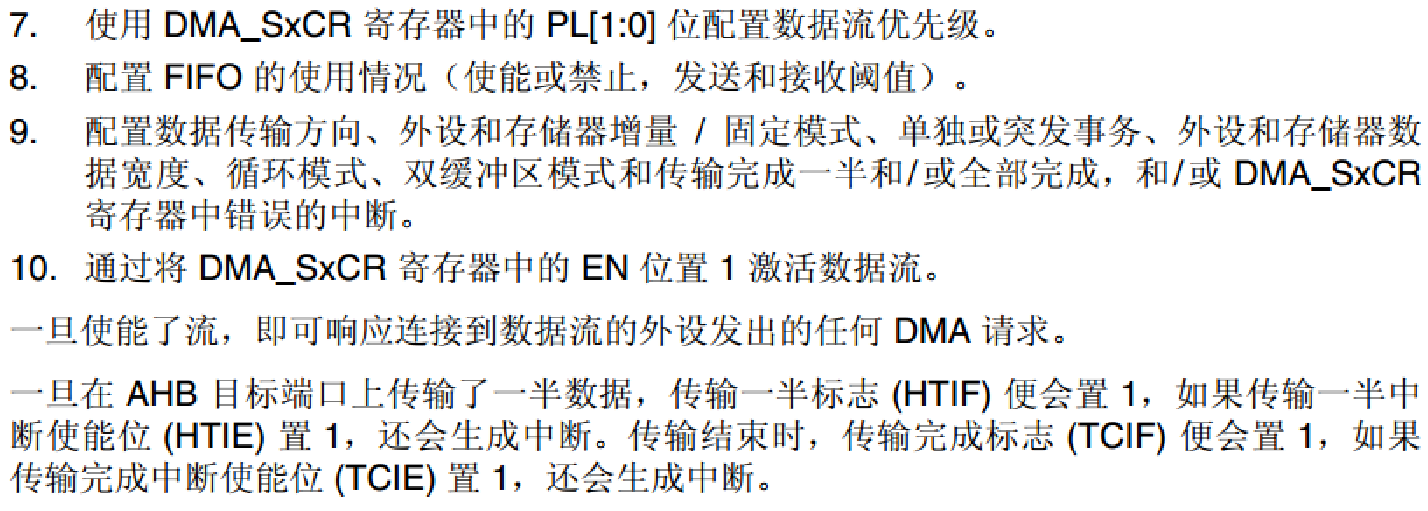 7. 使用 DMA_SxCR 寄存器中的 PL[1:0] 位配置数据流优先级。
8. 配置 FIFO 的使用情况（使能或禁止，发送和接收阈值）。
9. 配置数据传输方向、外设和存储器增量 / 固定模式、单独或突发事务、外设和存储器数
据宽度、循环模式、双缓冲区模式和传输完成一半和/或全部完成，和/或 DMA_SxCR
寄存器中错误的中断。
10. 通过将 DMA_SxCR 寄存器中的 EN 位置 1 激活数据流。
一旦使能了流，即可响应连接到数据流的外设发出的任何 DMA 请求。
一旦在 AHB 目标端口上传输了一半数据，传输一半标志 (HTIF) 便会置 1，如果传输一半中
断使能位 (HTIE) 置 1，还会生成中断。传输结束时，传输完成标志 (TCIF) 便会置 1，如果
传输完成中断使能位 (TCIE) 置 1，还会生成中断。